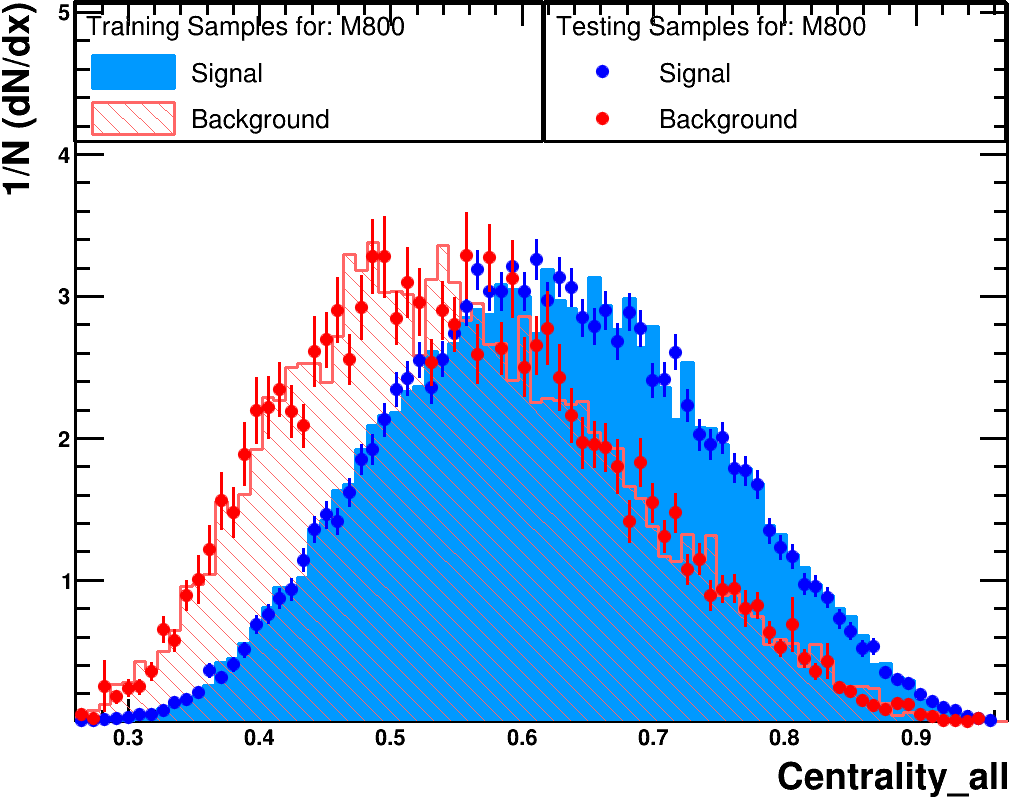 1/N (dN/dx)
5
Training Samples for: M800
Signal
Background
Testing Samples for: M800
Signal
Background
4
3
2
1
0.3 0.4 0.5 0.6 0.7 0.8 0.9
Centrality_all